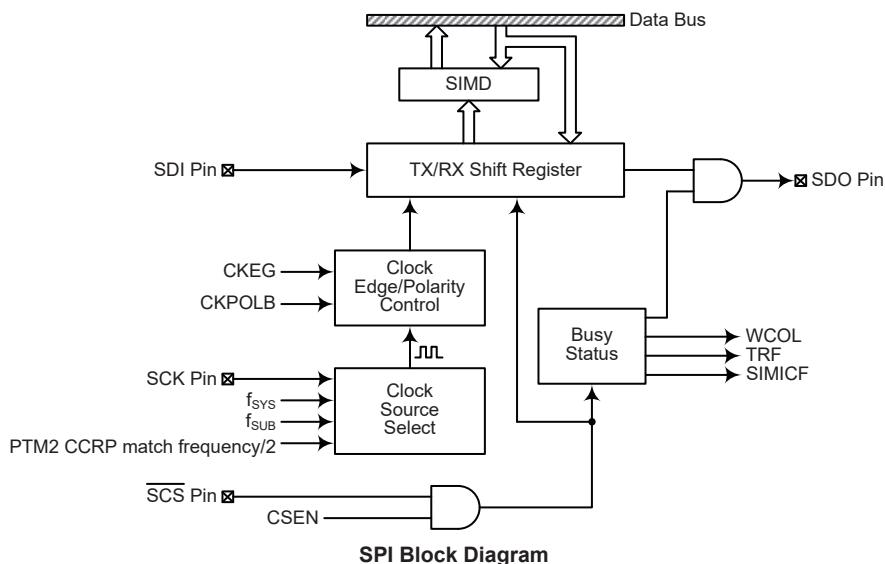 Data Bus
SIMD
SDI Pin
TX/RX Shift Register
SDO Pin
CKEG
CKPOLB
Clock
Edge/Polarity
Control
Busy
Status
WCOL
TRF
SIMICF
SCK Pin
fSYS
fSUB
PTM2 CCRP match frequency/2
Clock
Source
Select
SCS Pin
CSEN
SPI Block Diagram